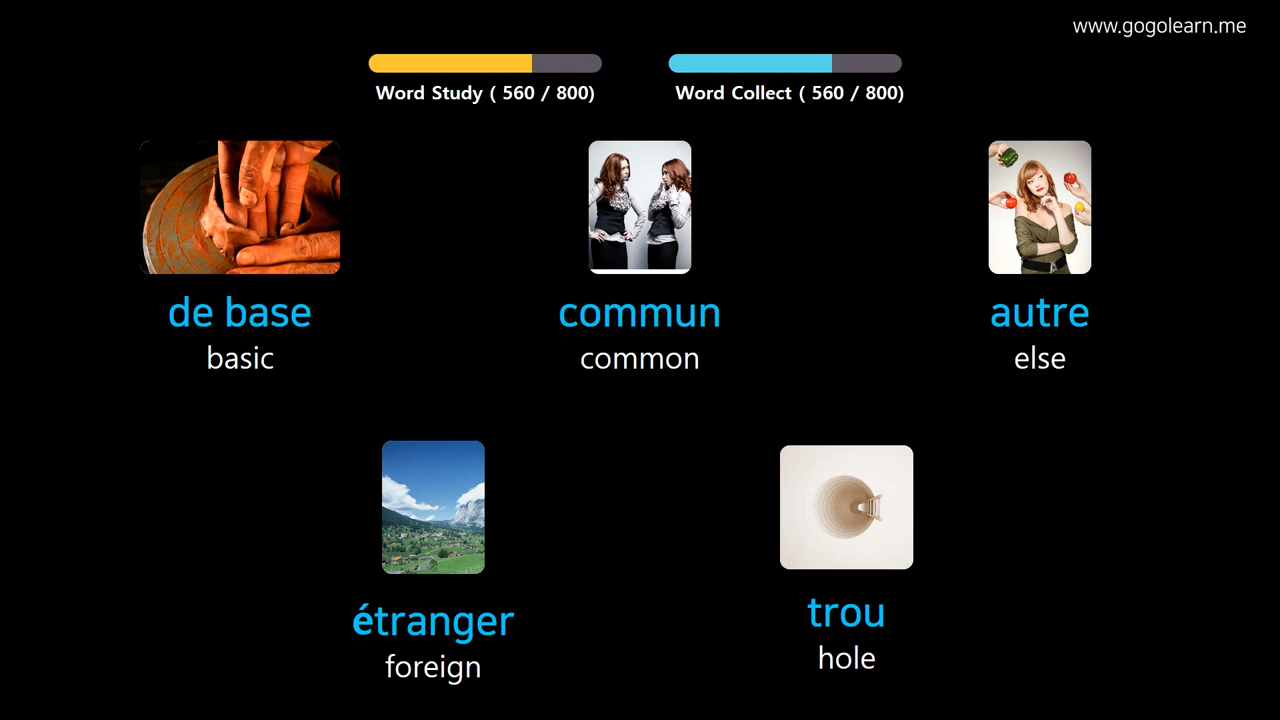 www.gogolearn.me
Word Study ( 560 / 800)
Word Collect ( 560 / 800)
de base
basic
commun
common
autre
else
étranger
foreign
trou
hole